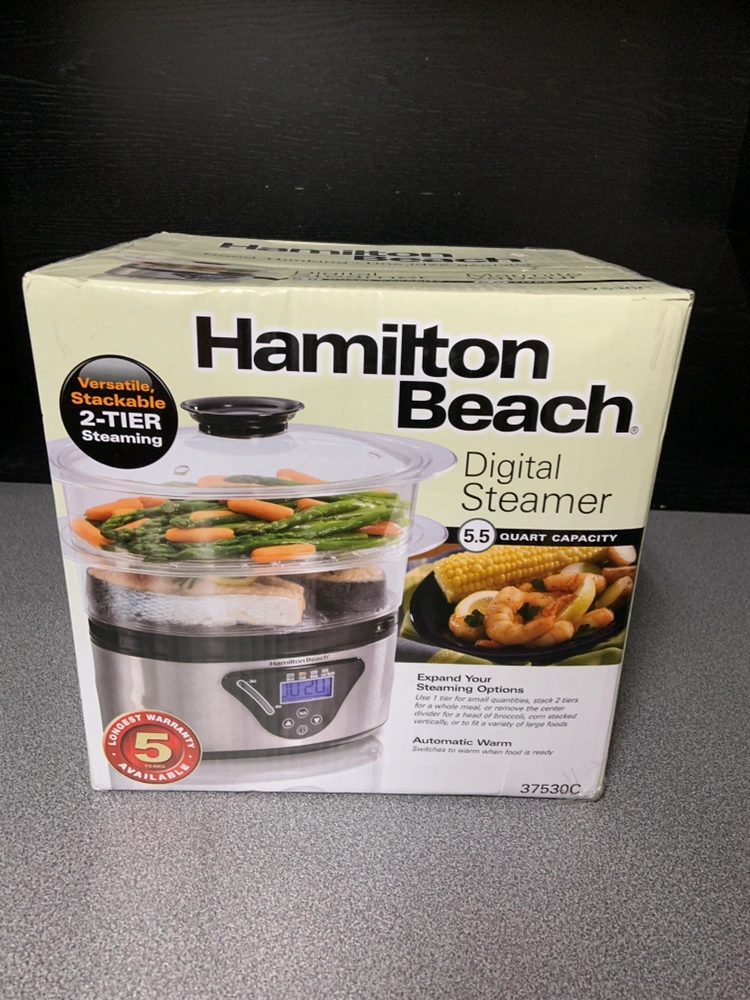 Hamilton
Beach
Digital
37530C
Hamilton
Beach®
Versatile,
Stackable
2-TIER
Steaming
Digital
Steamer
5.5 QUART CAPACITY
HamiltonBeach
Expand Your
Steaming Options
Use 1 tier for small quantities, stack 2 tiers
for a whole meal, or remove the center
divider for a head of broccoli, corn stacked
vertically, or to fit a variety of large foods
Automatic Warm
Switches to warm when food is ready
LONGEST WARRANTY
5
YEARS
AVAILABLE
37530C